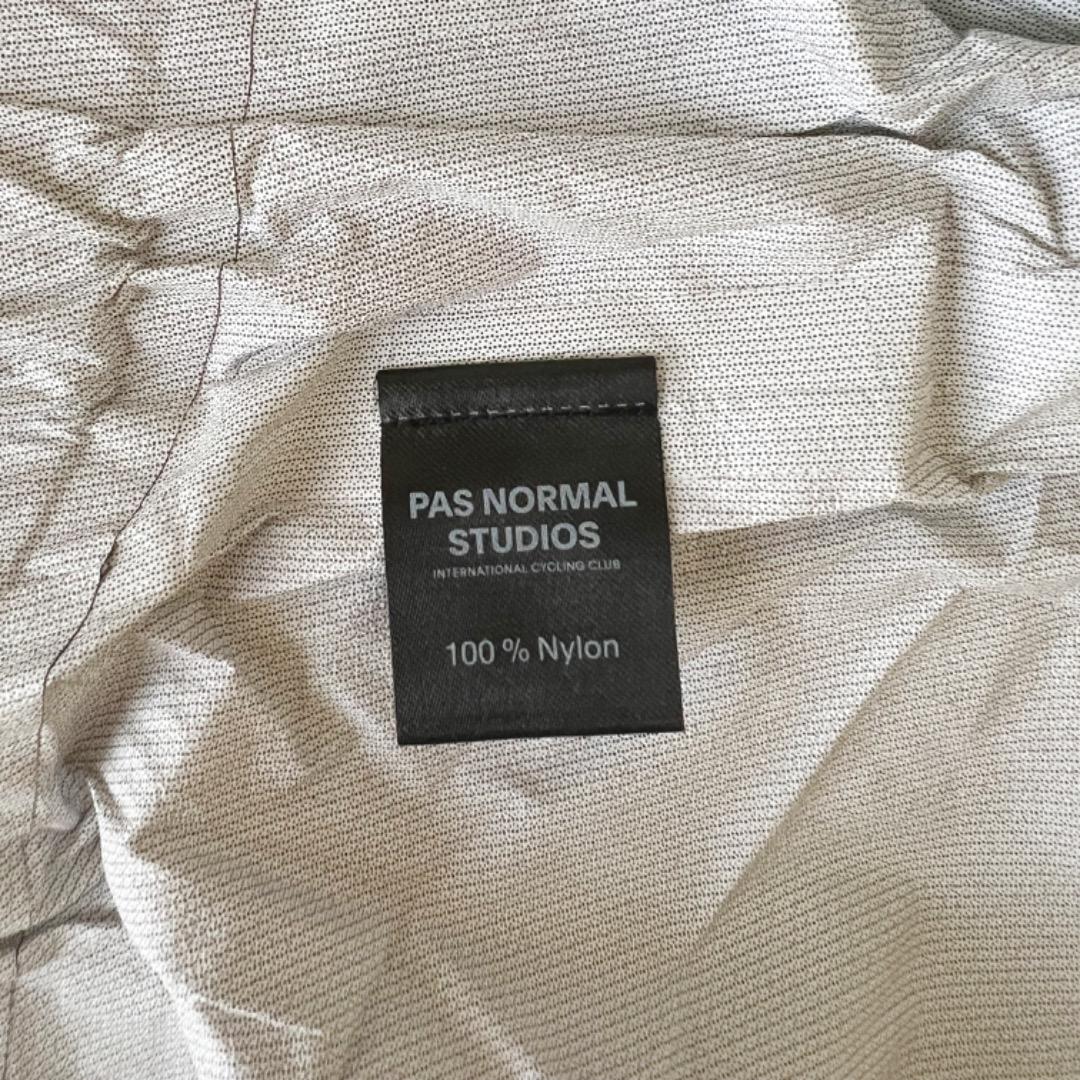 PAS NORMAL
STUDIOS
INTERNATIONAL CYCLING CLUB
100 % Nylon